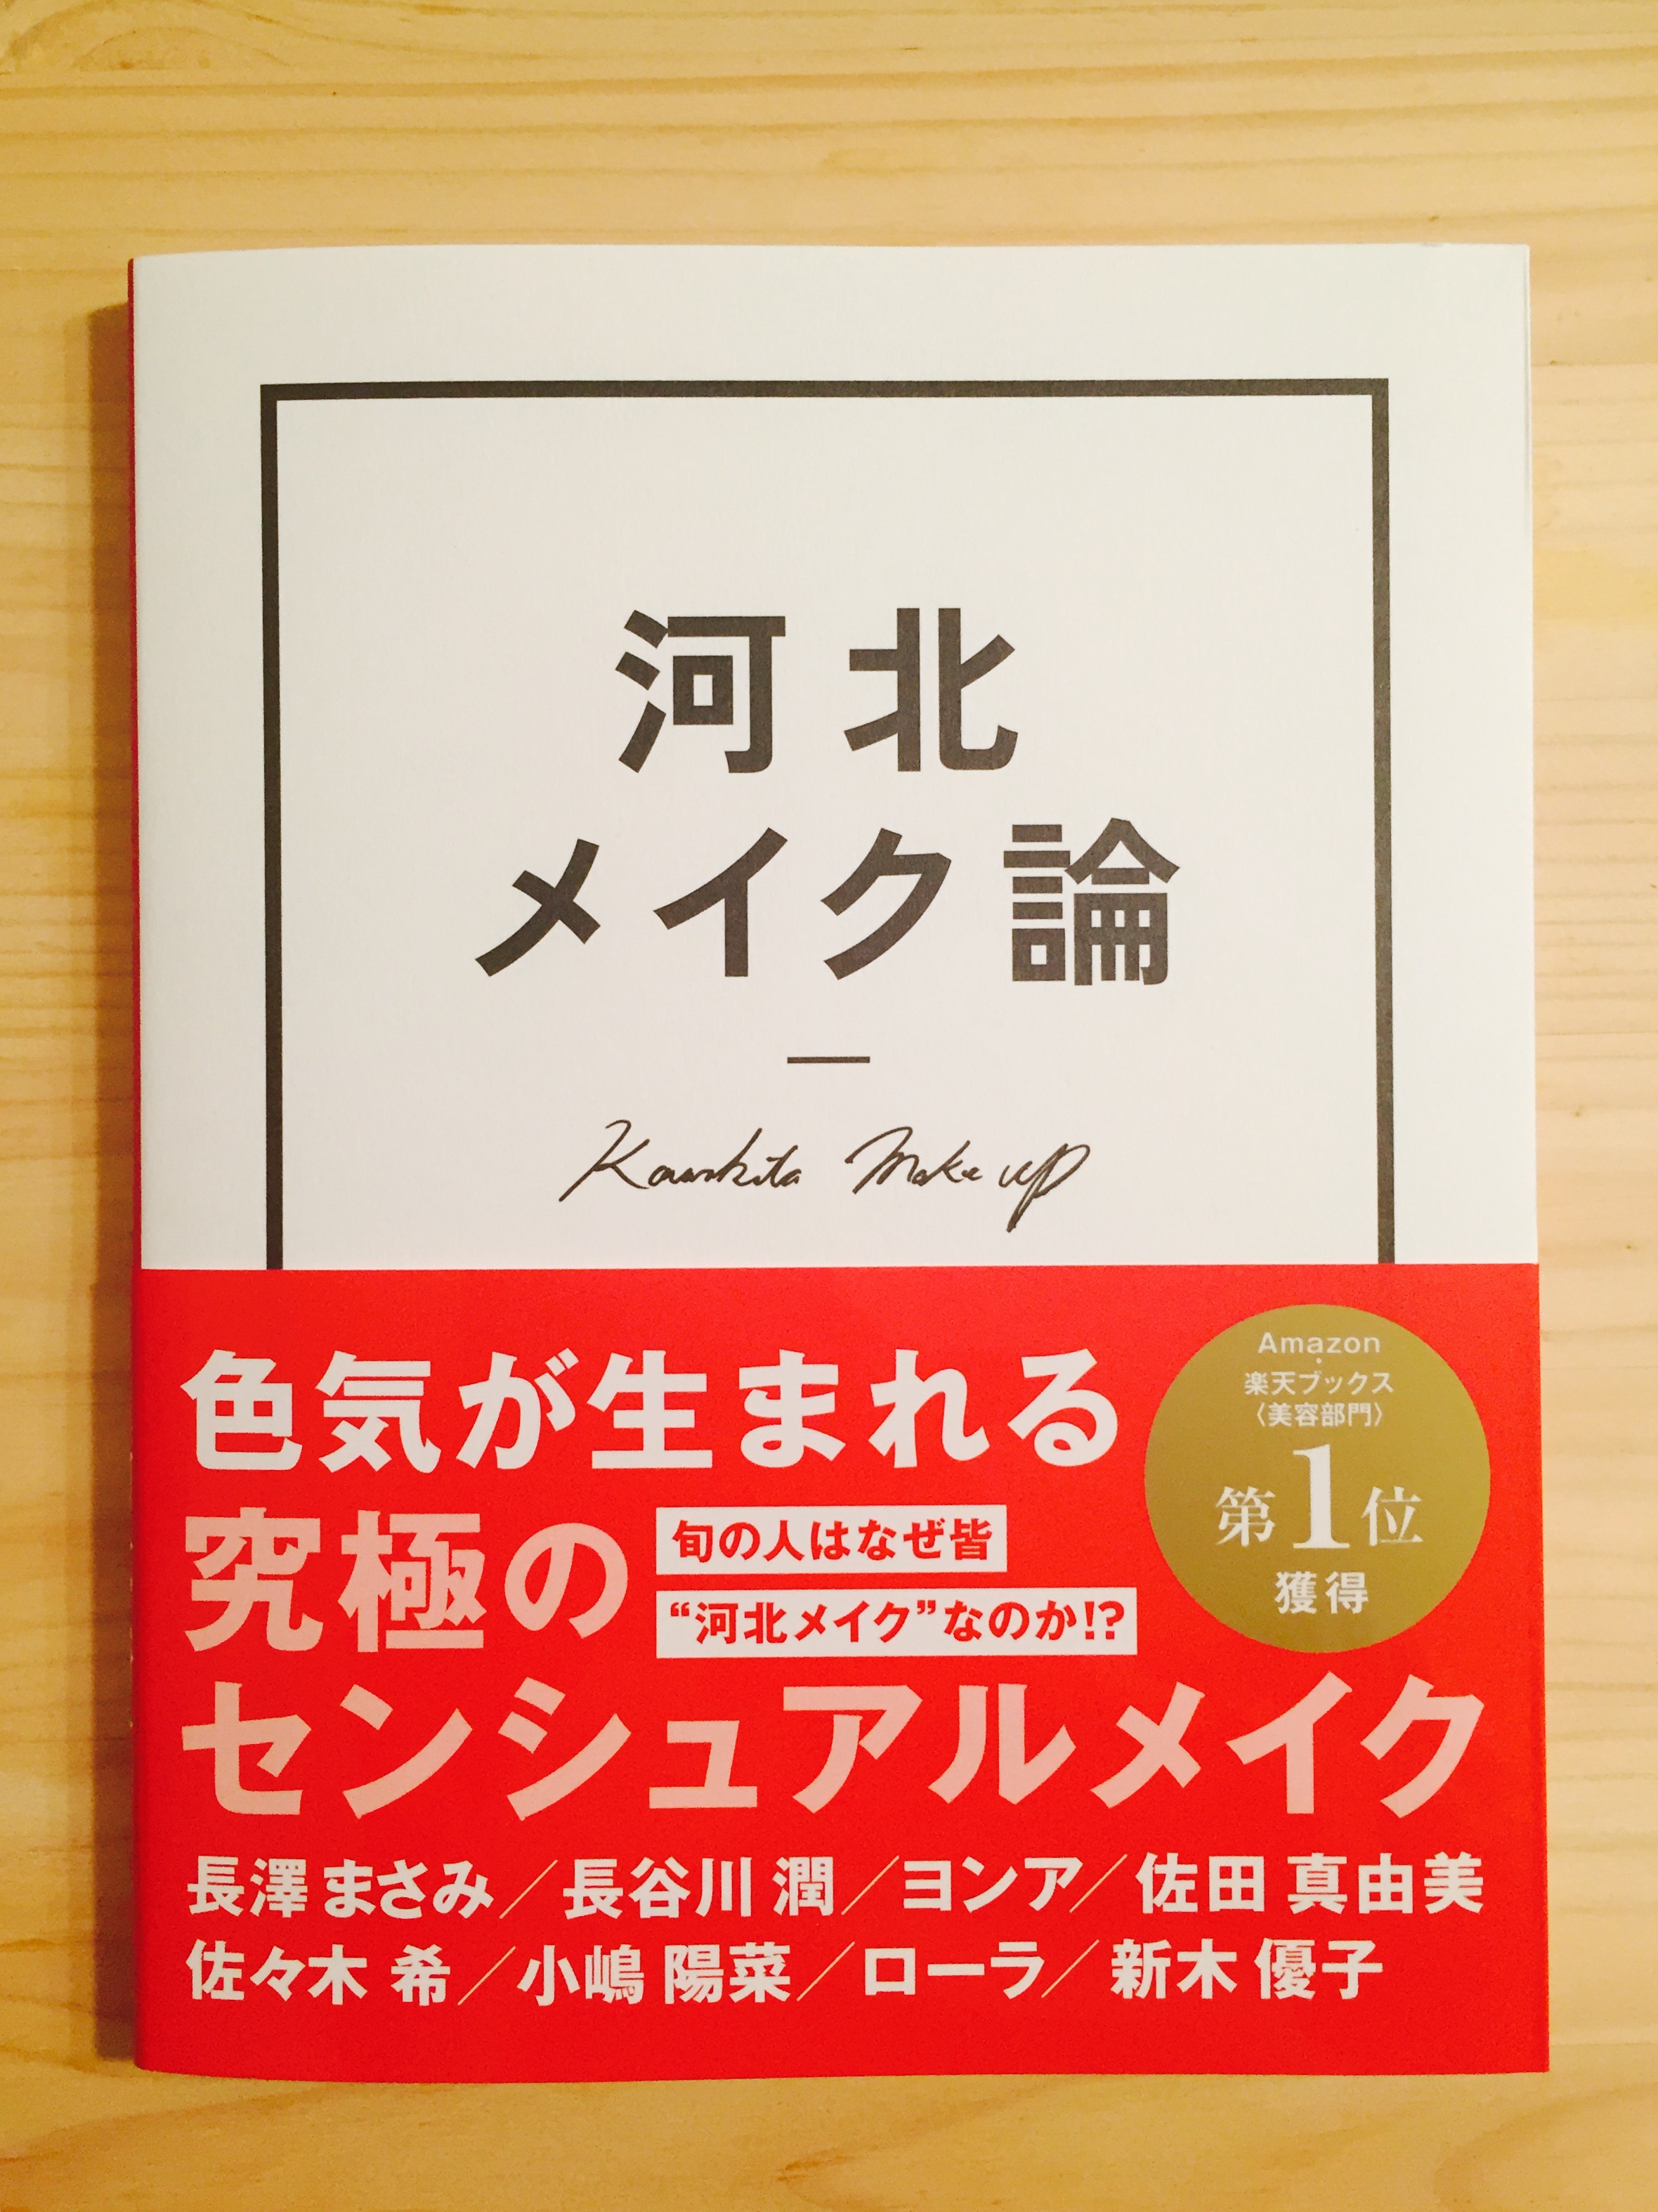 河北
メイク論
Kawakita Make up
色気が生まれる
究極の
旬の人はなぜ皆
“河北メイク”なのか!?
センシュアルメイク
Amazon
・
楽天ブックス
〈美容部門〉
第1位
獲得
長澤 まさみ／長谷川 潤／ヨンア／佐田 真由美
佐々木 希／小嶋 陽菜／ローラ／新木 優子